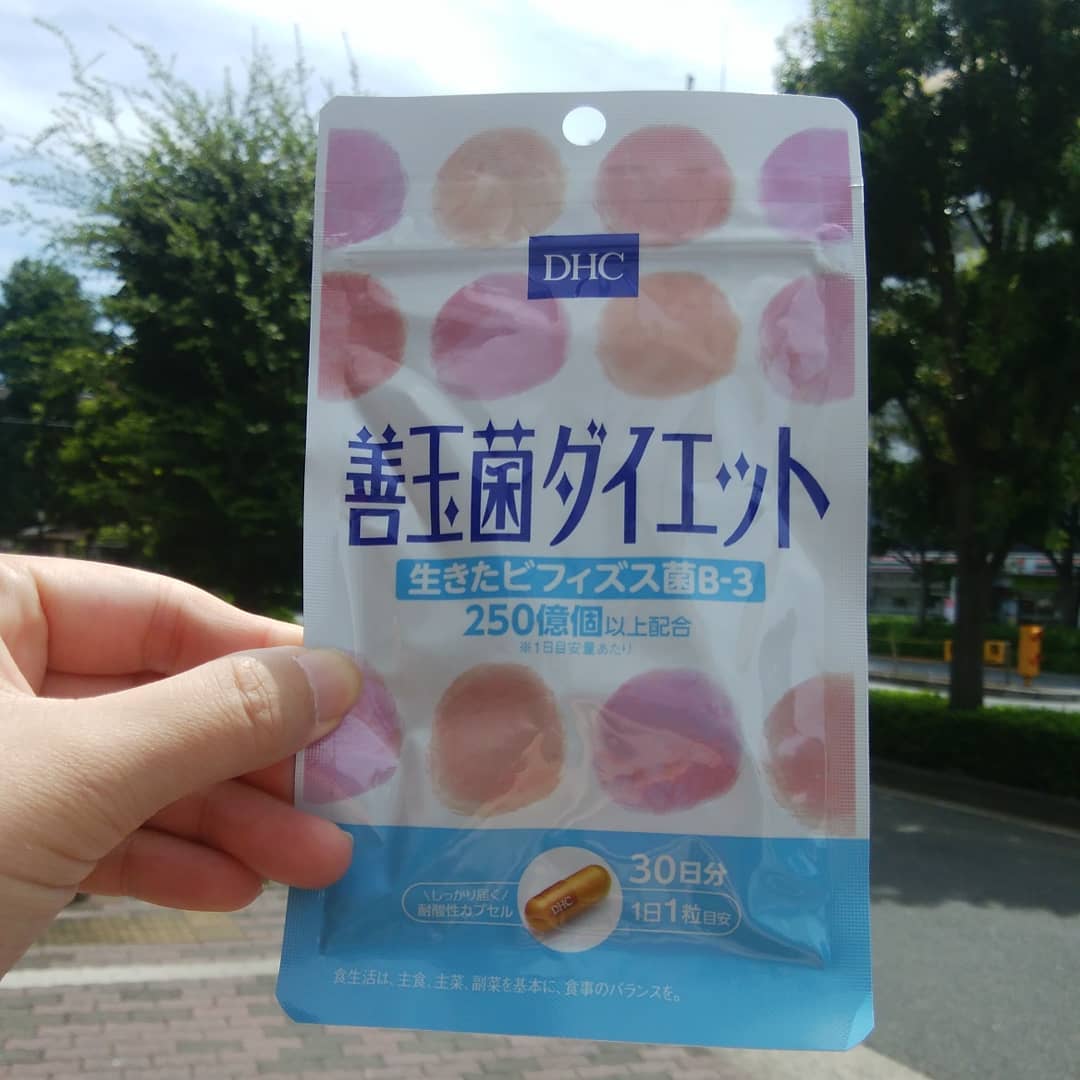 DHC
善玉菌ダイエット
生きたビフィズス菌B-3
250億個以上配合
※1日目安量あたり
\しっかり届く/
耐酸性カプセル
DHC
30日分
1日1粒目安
食生活は、主食、主菜、副菜を基本に、食事のバランスを。